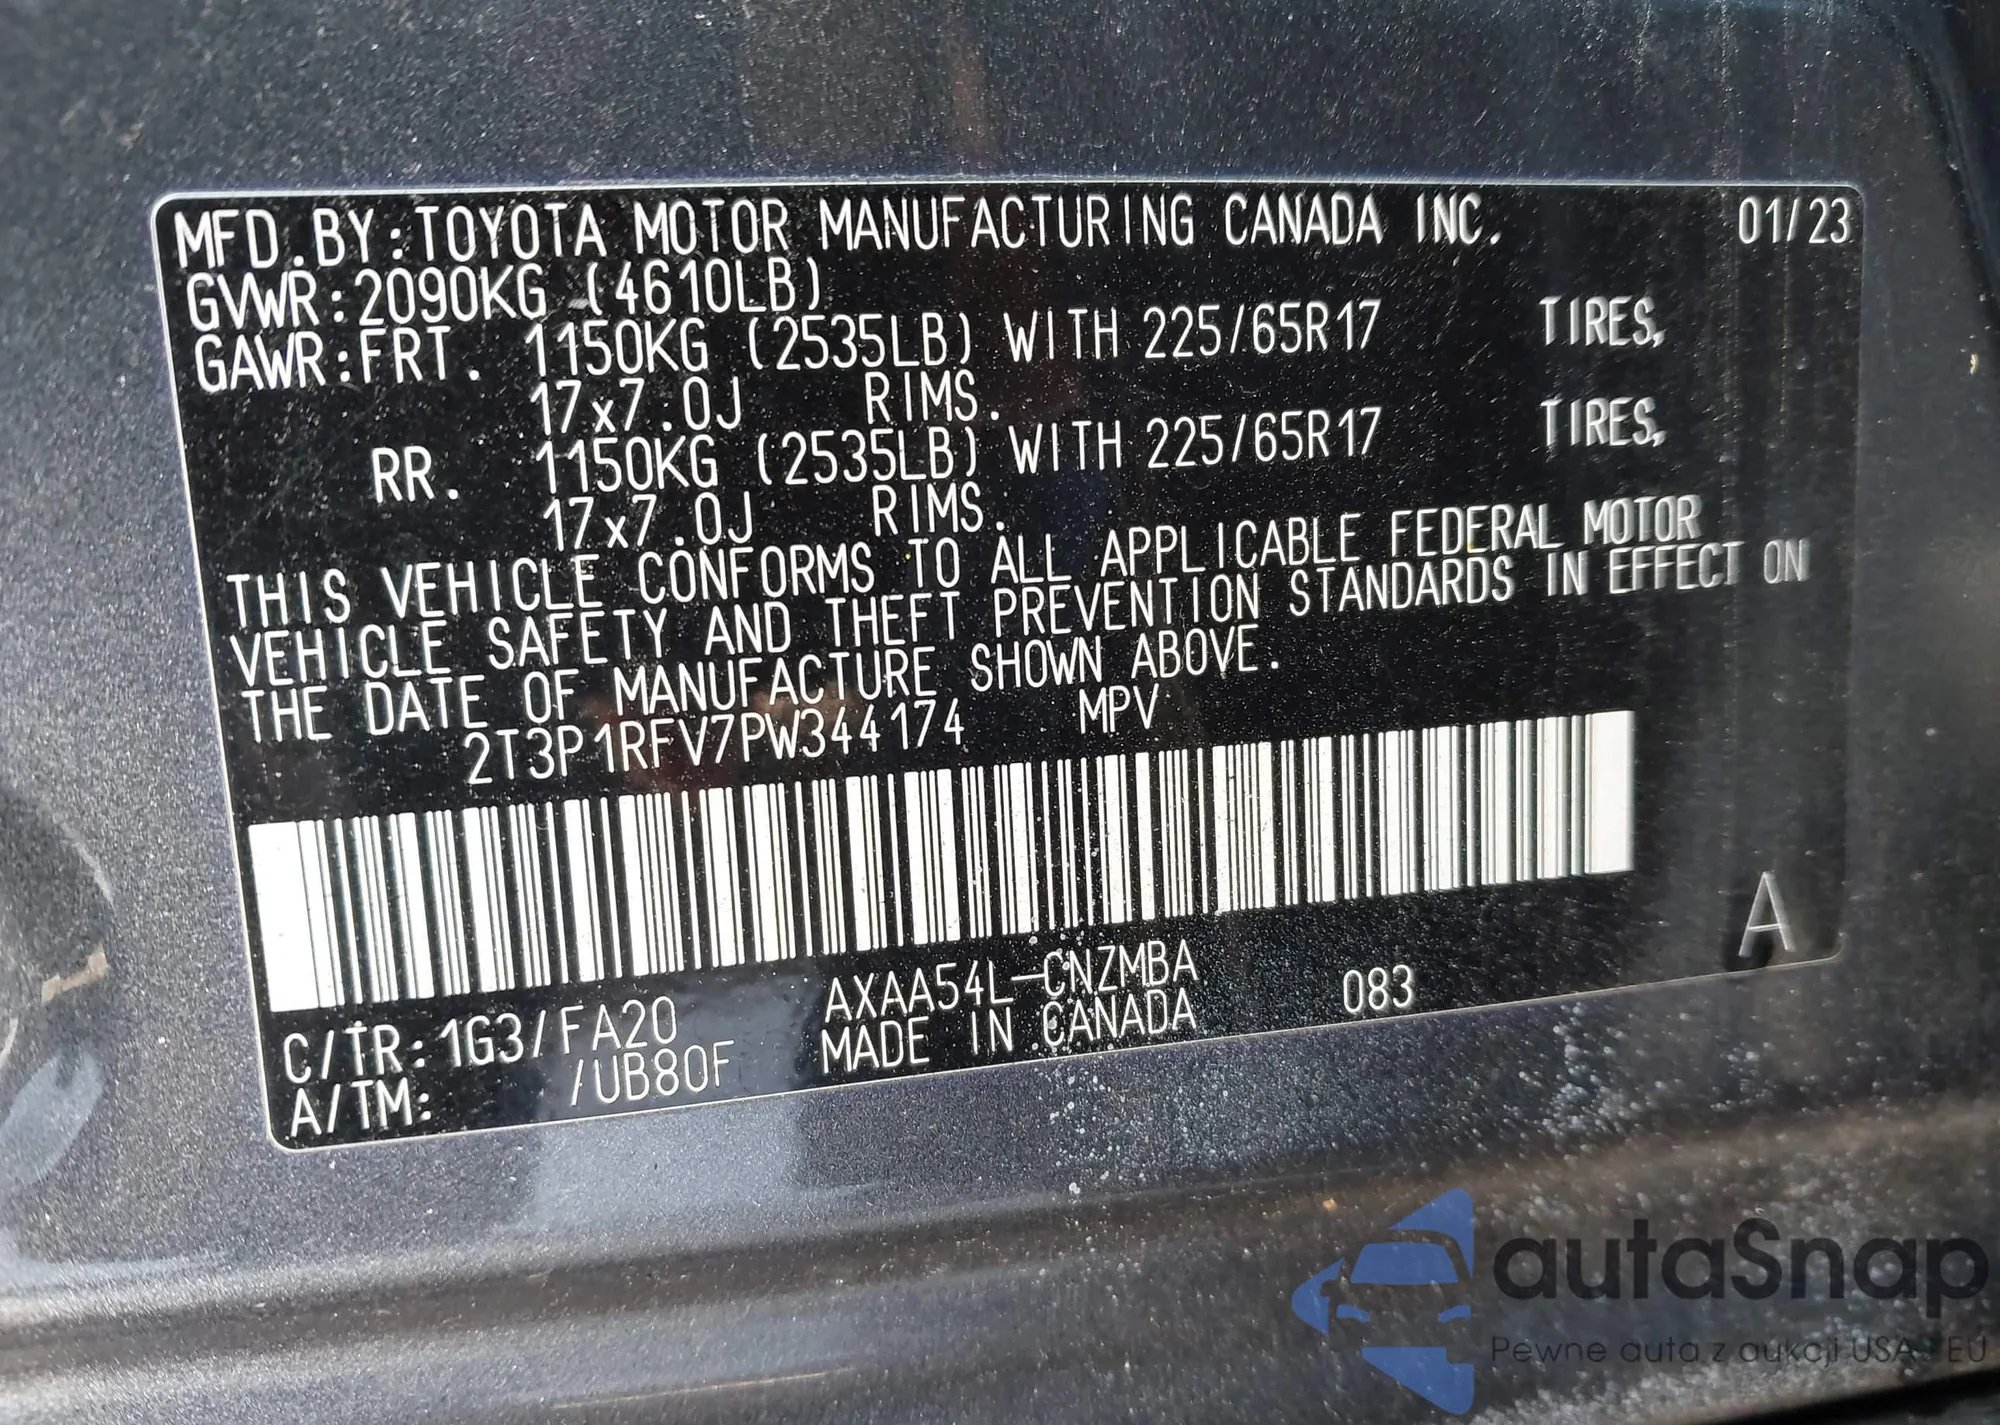 MFD.BY:TOYOTA MOTOR MANUFACTURING CANADA INC. 01/23
GVWR:2090KG (4610LB)
GAWR:FRT. 1150KG (2535LB) WITH 225/65R17 TIRES,
17x7.0J RIMS.
RR. 1150KG (2535LB) WITH 225/65R17 TIRES,
17x7.0J RIMS.
THIS VEHICLE CONFORMS TO ALL APPLICABLE FEDERAL MOTOR
VEHICLE SAFETY AND THEFT PREVENTION STANDARDS IN EFFECT ON
THE DATE OF MANUFACTURE SHOWN ABOVE.
2T3P1RFV7PW344174 MPV
A
C/TR:1G3/FA20 AXAA54L-CNZMBA 083
A/TM: /UB80F MADE IN CANADA
autaSnap
Pewne auta z aukcji USA i EU